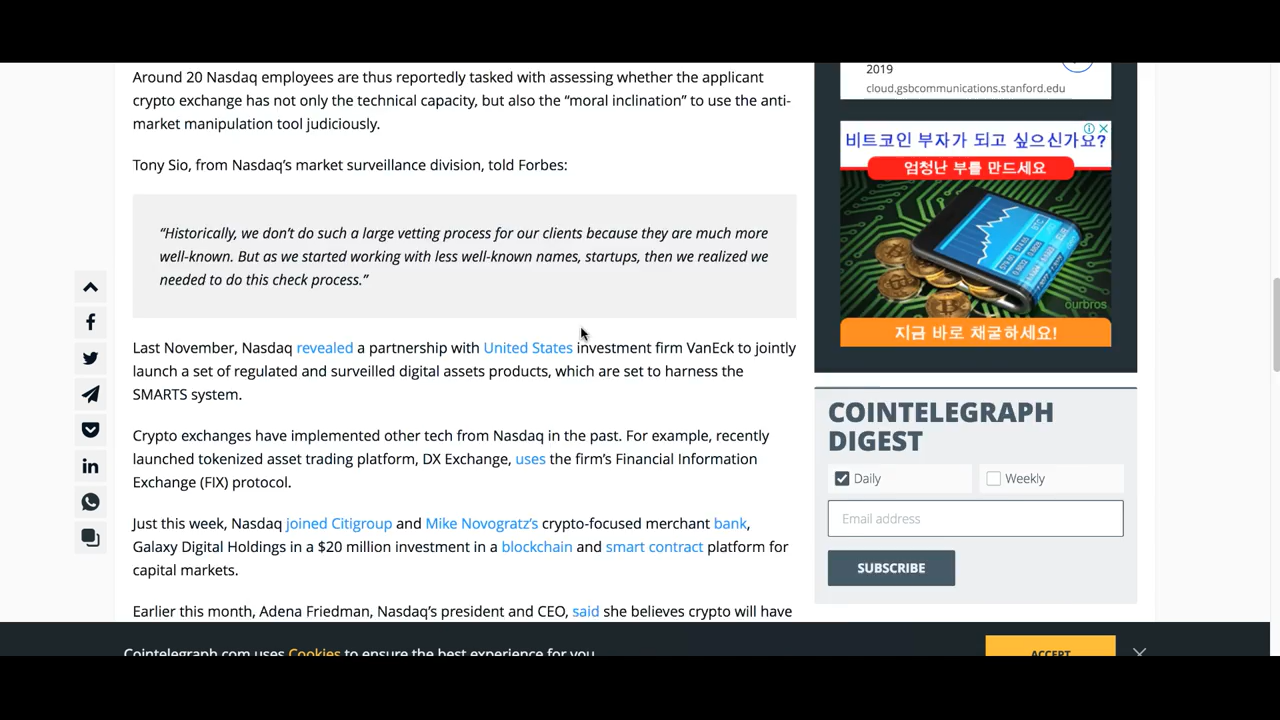 Around 20 Nasdaq employees are thus reportedly tasked with assessing whether the applicant
crypto exchange has not only the technical capacity, but also the “moral inclination” to use the anti-
market manipulation tool judiciously.
Tony Sio, from Nasdaq’s market surveillance division, told Forbes:
“Historically, we don’t do such a large vetting process for our clients because they are much more
well-known. But as we started working with less well-known names, startups, then we realized we
needed to do this check process.”
Last November, Nasdaq revealed a partnership with United States investment firm VanEck to jointly
launch a set of regulated and surveilled digital assets products, which are set to harness the
SMARTS system.
Crypto exchanges have implemented other tech from Nasdaq in the past. For example, recently
launched tokenized asset trading platform, DX Exchange, uses the firm’s Financial Information
Exchange (FIX) protocol.
Just this week, Nasdaq joined Citigroup and Mike Novogratz’s crypto-focused merchant bank,
Galaxy Digital Holdings in a $20 million investment in a blockchain and smart contract platform for
capital markets.
Earlier this month, Adena Friedman, Nasdaq’s president and CEO, said she believes crypto will have
2019
cloud.gsbcommunications.stanford.edu
비트코인 부자가 되고 싶으신가요?
엄청난 부를 만드세요
ourbros
지금 바로 채굴하세요!
COINTELEGRAPH
DIGEST
Daily
Weekly
Email address
SUBSCRIBE
Cointelegraph.com uses Cookies to ensure the best experience for you.
ACCEPT